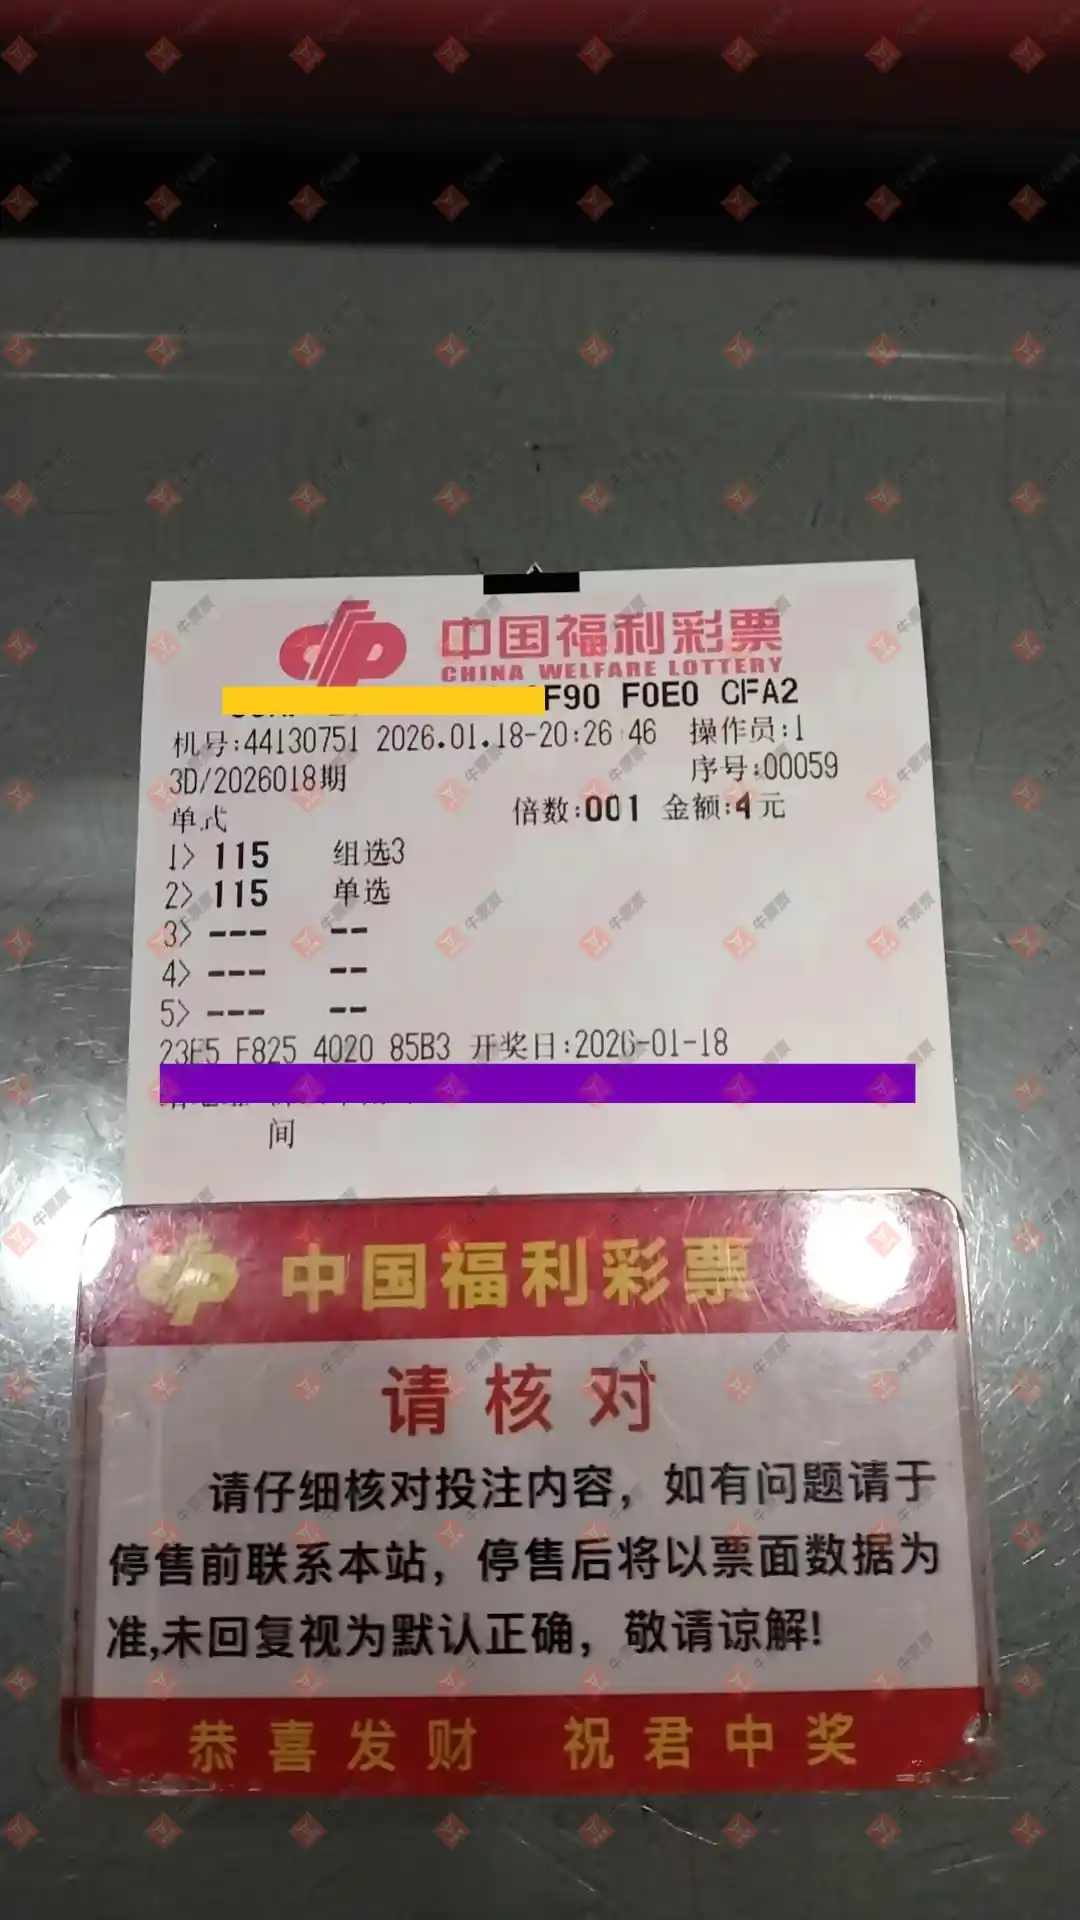 中国福利彩票
CHINA WELFARE LOTTERY
F90 F0E0 CFA2
机号:44130751 2026.01.18-20:26:46 操作员:1
3D/2026018期 序号:00059
单式 倍数:001 金额:4元
1> 115 组选3
2> 115 单选
3> --- --
4> --- --
5> --- --
23E5 F825 4020 85B3 开奖日:2026-01-18
间
中国福利彩票
请核对
请仔细核对投注内容，如有问题请于
停售前联系本站，停售后将以票面数据为
准,未回复视为默认正确，敬请谅解!
恭喜发财 祝君中奖
牛票票